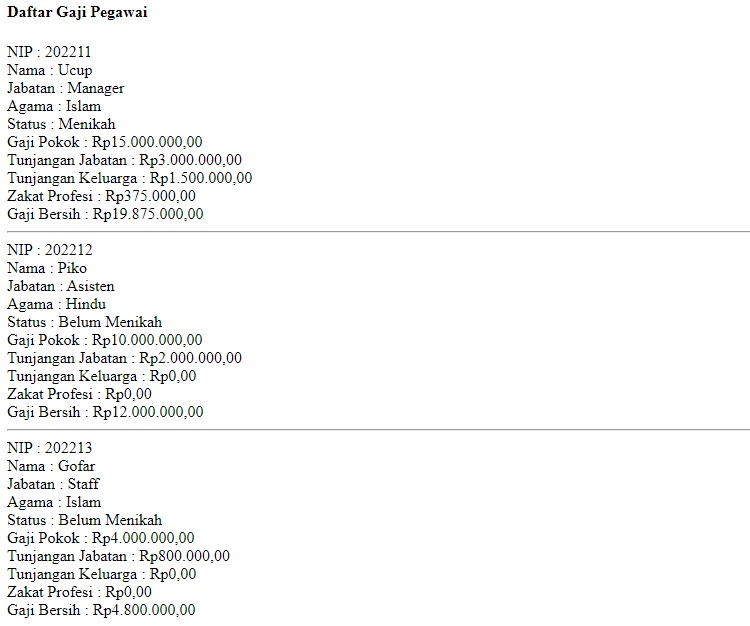 Daftar Gaji Pegawai
NIP : 202211
Nama : Ucup
Jabatan : Manager
Agama : Islam
Status : Menikah
Gaji Pokok : Rp15.000.000,00
Tunjangan Jabatan : Rp3.000.000,00
Tunjangan Keluarga : Rp1.500.000,00
Zakat Profesi : Rp375.000,00
Gaji Bersih : Rp19.875.000,00
NIP : 202212
Nama : Piko
Jabatan : Asisten
Agama : Hindu
Status : Belum Menikah
Gaji Pokok : Rp10.000.000,00
Tunjangan Jabatan : Rp2.000.000,00
Tunjangan Keluarga : Rp0,00
Zakat Profesi : Rp0,00
Gaji Bersih : Rp12.000.000,00
NIP : 202213
Nama : Gofar
Jabatan : Staff
Agama : Islam
Status : Belum Menikah
Gaji Pokok : Rp4.000.000,00
Tunjangan Jabatan : Rp800.000,00
Tunjangan Keluarga : Rp0,00
Zakat Profesi : Rp0,00
Gaji Bersih : Rp4.800.000,00